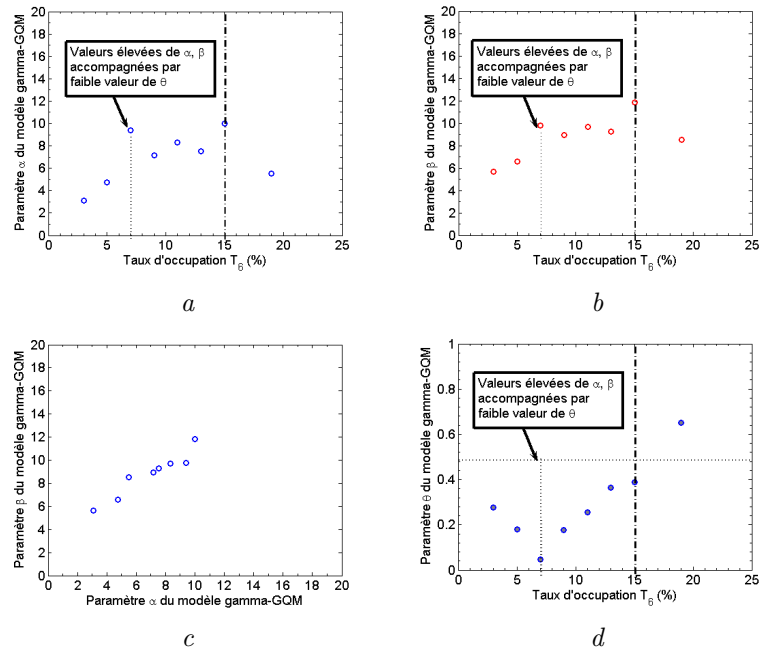 20
18
16
14
12
10
8
6
4
2
0
Paramètre α du modèle gamma-GQM
Valeurs élevées de α, β
accompagnées par
faible valeur de θ
0 5 10 15 20 25
Taux d'occupation T6 (%)
a
20
18
16
14
12
10
8
6
4
2
0
Paramètre β du modèle gamma-GQM
Valeurs élevées de α, β
accompagnées par
faible valeur de θ
0 5 10 15 20 25
Taux d'occupation T6 (%)
b
20
18
16
14
12
10
8
6
4
2
0
Paramètre β du modèle gamma-GQM
0 2 4 6 8 10 12 14 16 18 20
Paramètre α du modèle gamma-GQM
c
1
0.8
0.6
0.4
0.2
0
Paramètre θ du modèle gamma-GQM
Valeurs élevées de α, β
accompagnées par
faible valeur de θ
0 5 10 15 20 25
Taux d'occupation T6 (%)
d